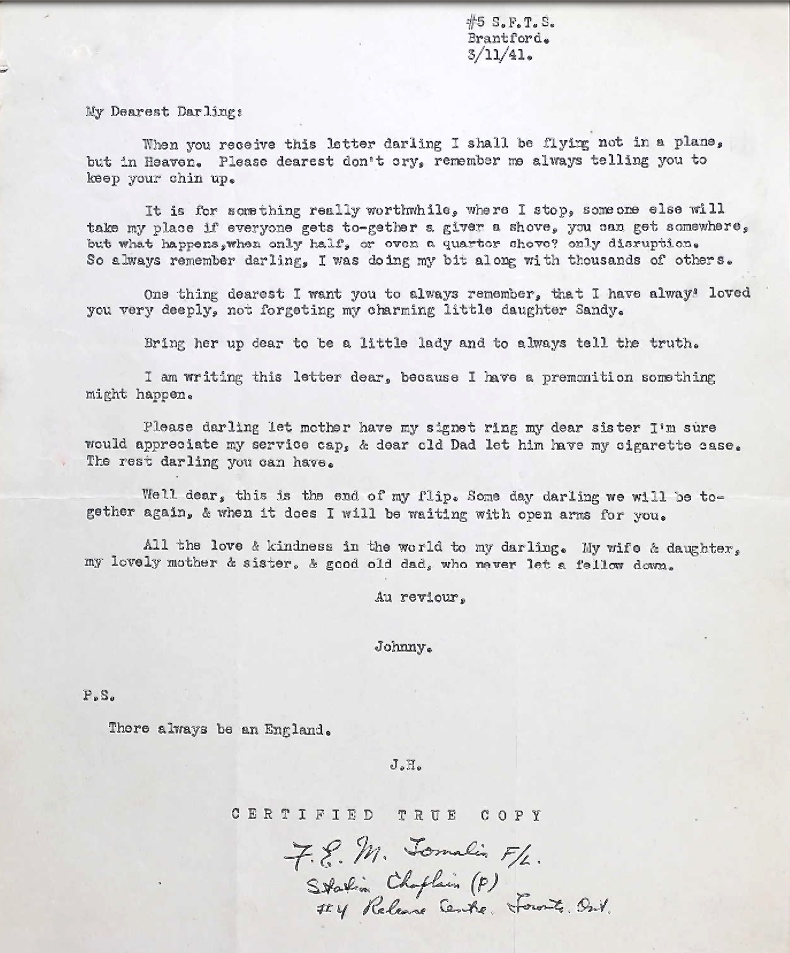 #5 S.F.T.S.
Brantford.
3/11/41.
My Dearest Darling:
When you receive this letter darling I shall be flying not in a plane,
but in Heaven. Please dearest don't cry, remember me always telling you to
keep your chin up.
It is for something really worthwhile, where I stop, someone else will
take my place if everyone gets to-gether & giver a shove, you can get somewhere,
but what happens,when only half, or even a quarter shove? only disruption.
So always remember darling, I was doing my bit along with thousands of others.
One thing dearest I want you to always remember, that I have alway' loved
you very deeply, not forgeting my charming little daughter Sandy.
Bring her up dear to be a little lady and to always tell the truth.
I am writing this letter dear, because I have a premonition something
might happen.
Please darling let mother have my signet ring my dear sister I'm sure
would appreciate my service cap, & dear old Dad let him have my cigarette case.
The rest darling you can have.
Well dear, this is the end of my flip. Some day darling we will be to-
gether again, & when it does I will be waiting with open arms for you.
All the love & kindness in the world to my darling. My wife & daughter,
my lovely mother & sister, & good old dad, who never let a fellow down.
Au reviour,
Johnny.
P.S.
There always be an England.
J.H.
CERTIFIED TRUE COPY
F.E.M. Tomalin F/L.
Station Chaplain (P)
#4 Release Centre. Toronto. Ont.